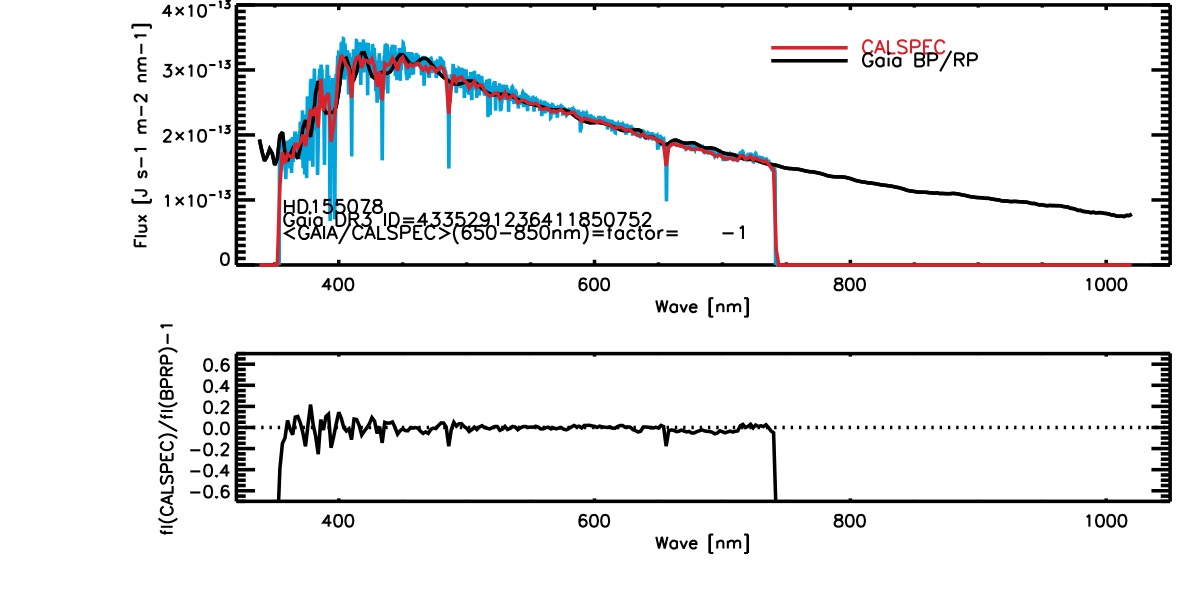 4×10−13
3×10−13
2×10−13
1×10−13
0
Flux [J s−1 m−2 nm−1]
CALSPEC
Gaia BP/RP
HD155078
Gaia DR3 ID=4335291236411850752
<GAIA/CALSPEC>(650−850nm)=factor= −1
400 600 800 1000
Wave [nm]
fl(CALSPEC)/fl(BPRP)−1
0.6
0.4
0.2
0.0
−0.2
−0.4
−0.6
400 600 800 1000
Wave [nm]